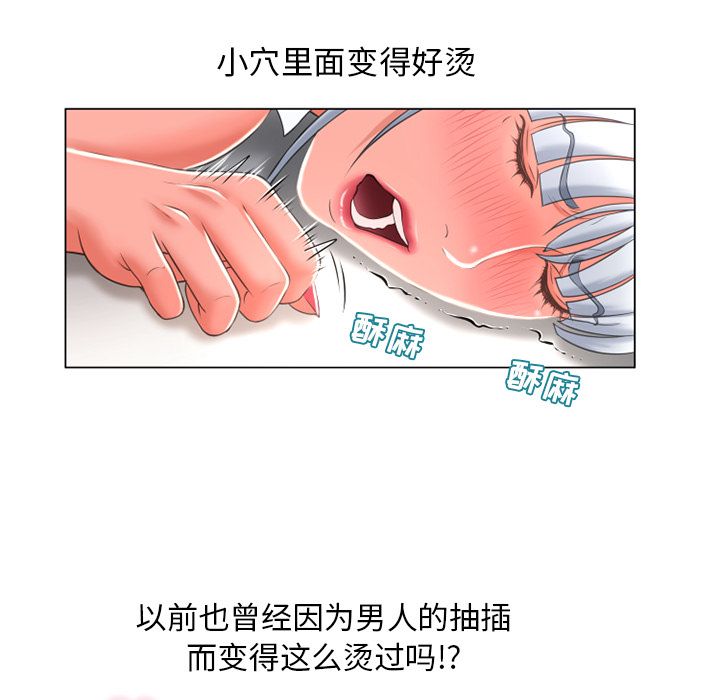 小穴里面变得好烫
酥麻
酥麻
以前也曾经因为男人的抽插
而变得这么烫过吗!?